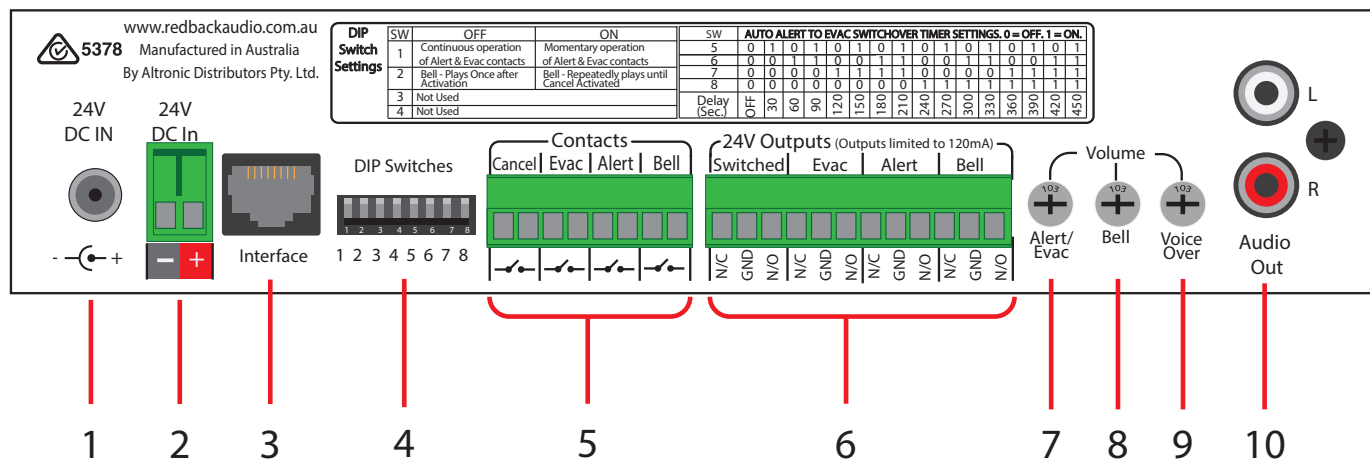 www.redbackaudio.com.au
5378
Manufactured in Australia
By Altronic Distributors Pty. Ltd.
DIP Switch Settings
SW OFF ON
1 Continuous operation of Alert & Evac contacts Momentary operation of Alert & Evac contacts
2 Bell - Plays Once after Activation Bell - Repeatedly plays until Cancel Activated
3 Not Used
4 Not Used
SW AUTO ALERT TO EVAC SWITCHOVER TIMER SETTINGS. 0 = OFF. 1 = ON.
5 0 1 0 1 0 1 0 1 0 1 0 1 0 1 0 1
6 0 0 1 1 0 0 1 1 0 0 1 1 0 0 1 1
7 0 0 0 0 1 1 1 1 0 0 0 0 1 1 1 1
8 0 0 0 0 0 0 0 0 1 1 1 1 1 1 1 1
Delay (Sec.) OFF 30 60 90 120 150 180 210 240 270 300 330 360 390 420 450
24V DC IN
- +
24V DC In
- +
Interface
DIP Switches
1 2 3 4 5 6 7 8
1 2 3 4 5 6 7 8
Contacts
Cancel Evac Alert Bell
24V Outputs (Outputs limited to 120mA)
Switched Evac Alert Bell
N/C GND N/O N/C GND N/O N/C GND N/O N/C GND N/O
Volume
103 103 103
Alert/ Evac
Bell
Voice Over
L
R
Audio Out
1 2 3 4 5 6 7 8 9 10